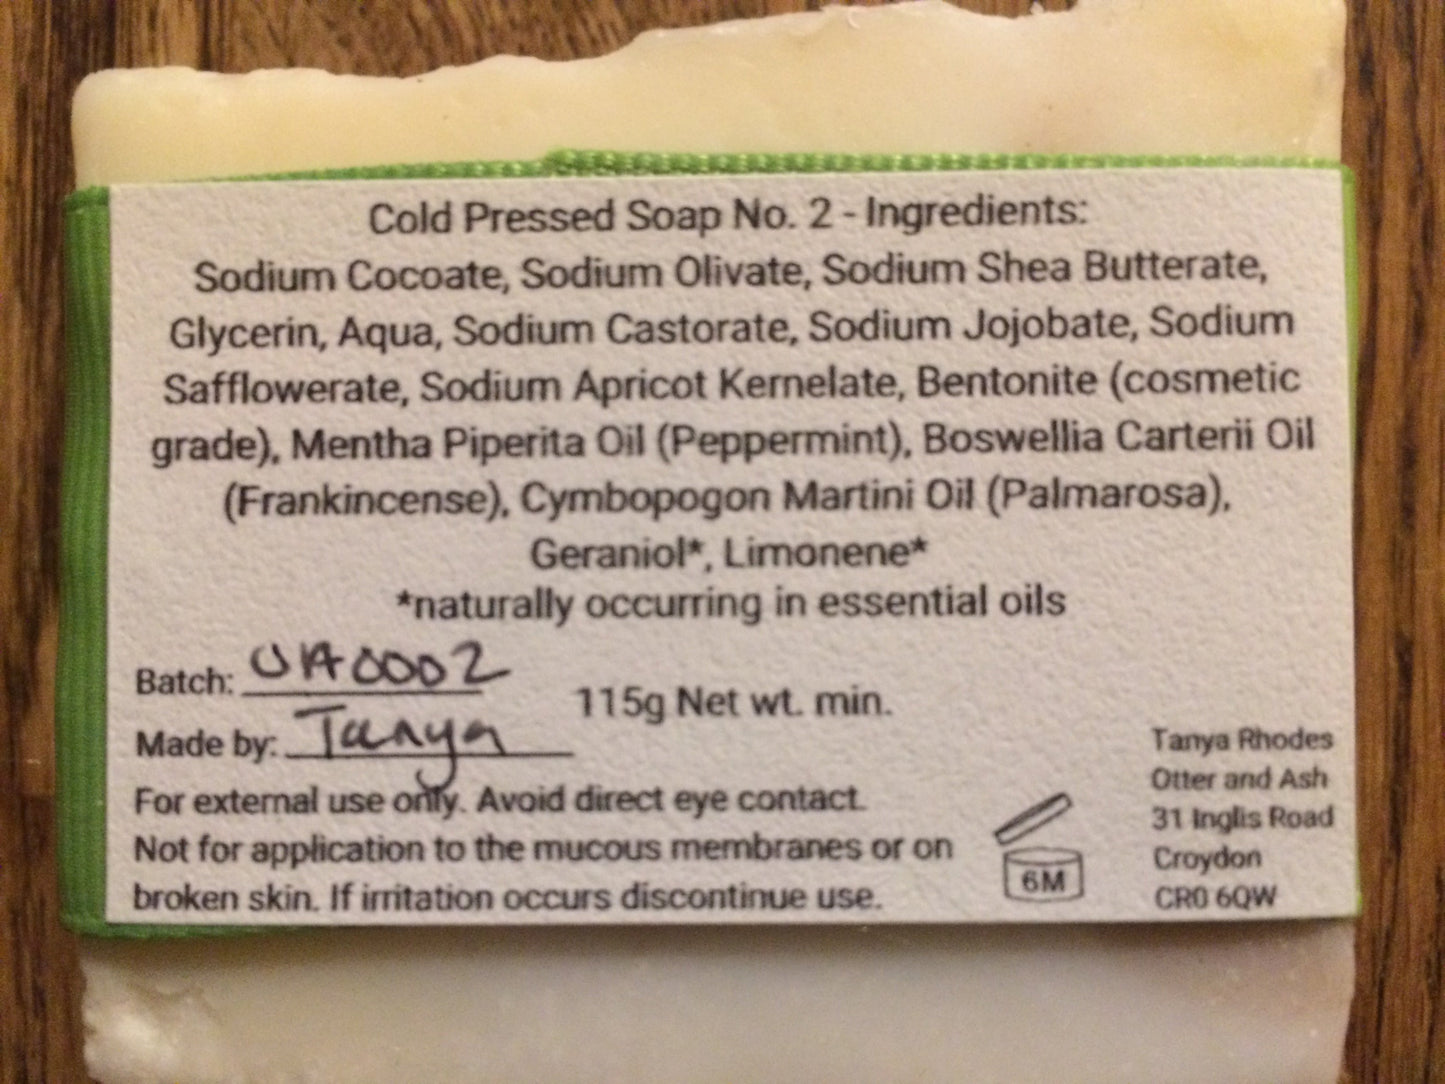 Cold Pressed Soap No. 2 - Ingredients:
Sodium Cocoate, Sodium Olivate, Sodium Shea Butterate,
Glycerin, Aqua, Sodium Castorate, Sodium Jojobate, Sodium
Safflowerate, Sodium Apricot Kernelate, Bentonite (cosmetic
grade), Mentha Piperita Oil (Peppermint), Boswellia Carterii Oil
(Frankincense), Cymbopogon Martini Oil (Palmarosa),
Geraniol*, Limonene*
*naturally occurring in essential oils
Batch: UA0002
115g Net wt. min.
Made by: Tanya
For external use only. Avoid direct eye contact.
Not for application to the mucous membranes or on
broken skin. If irritation occurs discontinue use.
6M
Tanya Rhodes
Otter and Ash
31 Inglis Road
Croydon
CR0 6QW